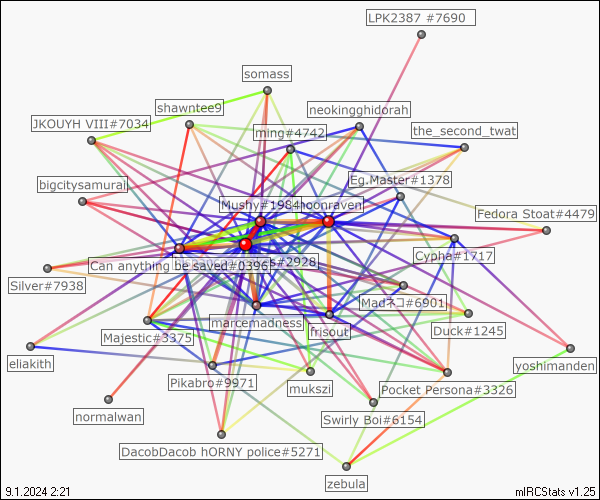 LPK2387 #7690
somass
shawntee9
neokingghidorah
JKOUYH VIII#7034
ming#4742
the_second_twat
bigcitysamurai
Eg.Master#1378
Mushy#1984
hoonraven
Fedora Stoat#4479
Cypha#1717
Can anything be saved#0396
s#2928
Silver#7938
Madネコ#6901
marcemadness
frisout
Duck#1245
Majestic#3375
eliakith
yoshimanden
Pikabro#9971
mukszi
Pocket Persona#3326
normalwan
Swirly Boi#6154
DacobDacob hORNY police#5271
zebula
9.1.2024 2:21
mIRCStats v1.25